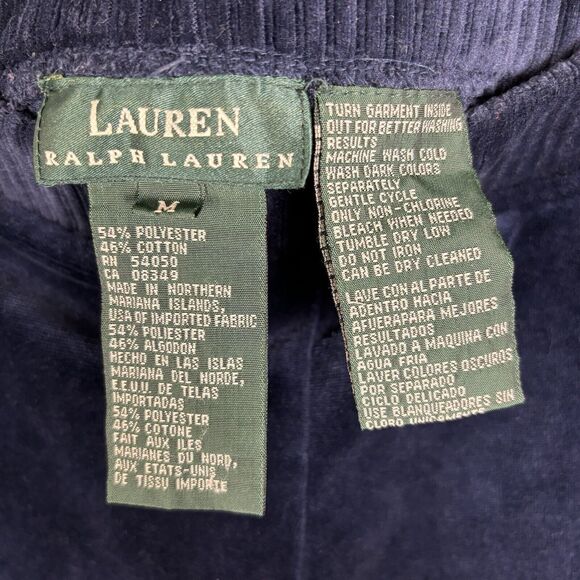 LAUREN
RALPH LAUREN
M
54% POLYESTER
46% COTTON
RN 54050
CA 08349
MADE IN NORTHERN
MARIANA ISLANDS,
USA OF IMPORTED FABRIC
54% POLIESTER
46% ALGODON
HECHO EN LAS ISLAS
MARIANA DEL NORDE,
E.E.U.U. DE TELAS
IMPORTADAS
54% POLYESTER
46% COTONE
FAIT AUX ILES
MARIANES DU NORD,
AUX ETATS-UNIS
DE TISSU IMPORTE
TURN GARMENT INSIDE
OUT FOR BETTER WASHING
RESULTS
MACHINE WASH COLD
WASH DARK COLORS
SEPARATELY
GENTLE CYCLE
ONLY NON-CHLORINE
BLEACH WHEN NEEDED
TUMBLE DRY LOW
DO NOT IRON
CAN BE DRY CLEANED
LAVE CON AL PARTE DE
ADENTRO HACIA
AFUERAPARA MEJORES
RESULTADOS
LAVADO A MAQUINA CON
AGUA FRIA
LAVER COLORES OSCUROS
POR SEPARADO
CICLO DELICADO
USE BLANQUEADORES SIN
CLORO